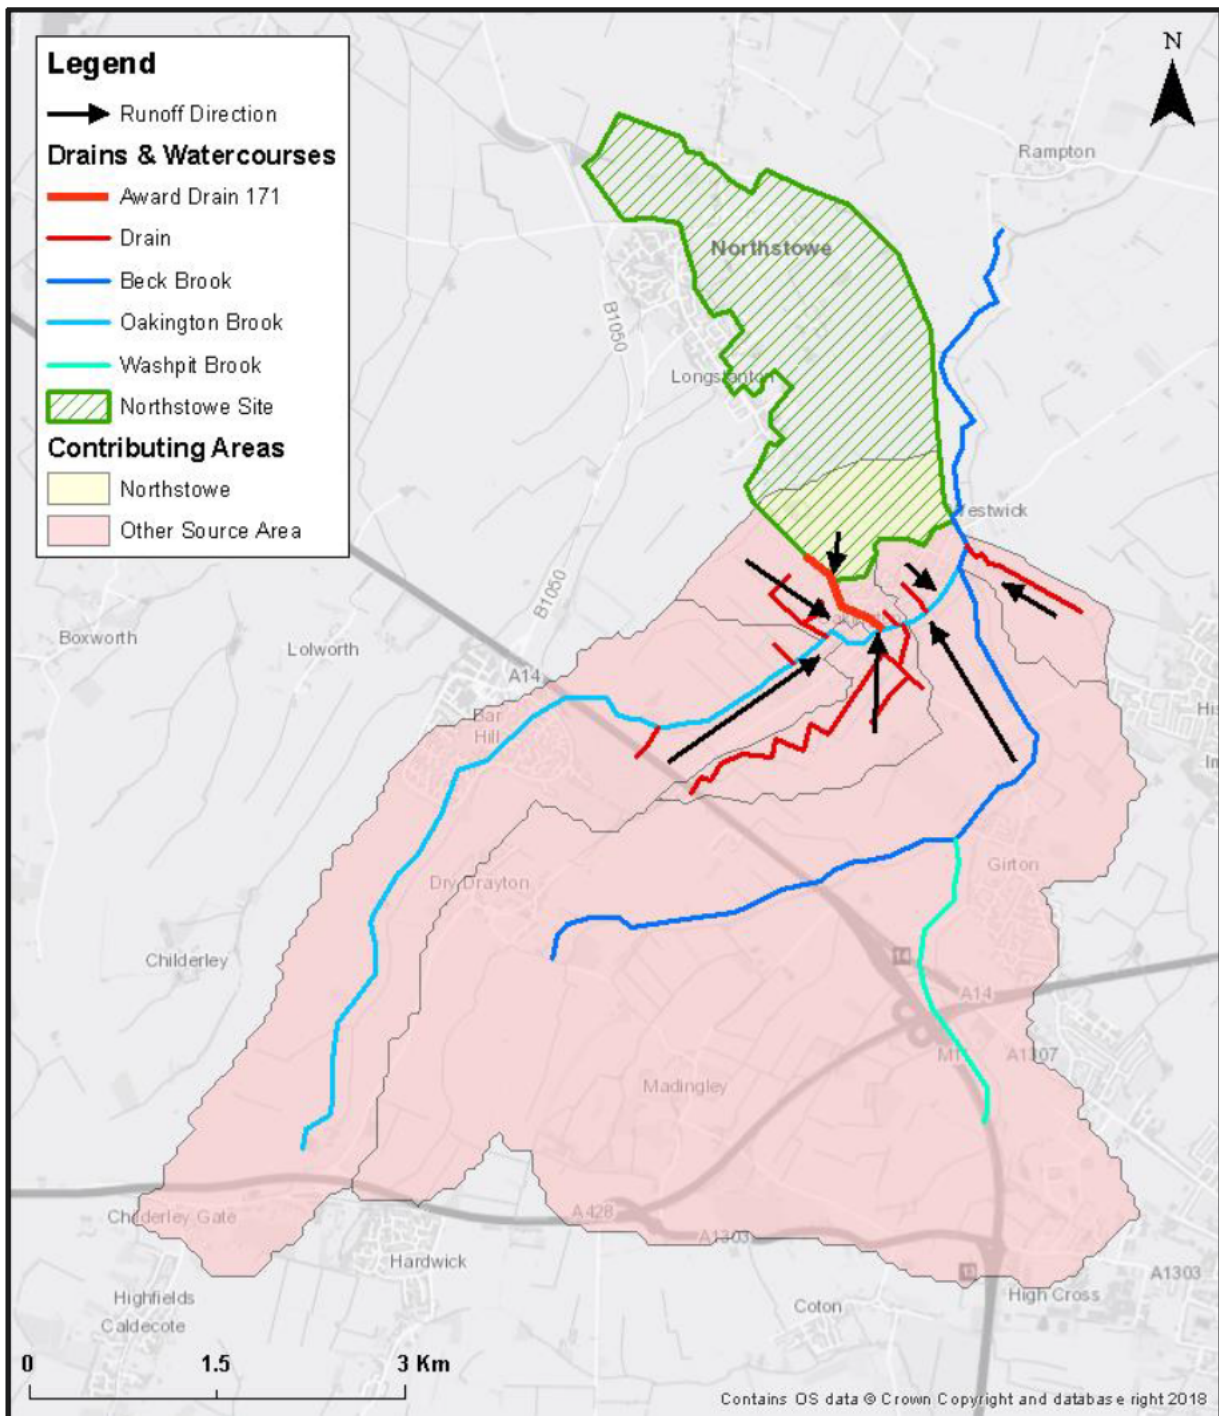 Legend
Runoff Direction
Drains & Watercourses
Award Drain 171
Drain
Beck Brook
Oakington Brook
Washpit Brook
Northstowe Site
Contributing Areas
Northstowe
Other Source Area
N
Rampton
Northstowe
B1050
Longstanton
Westwick
B1050
Boxworth
Lolworth
A14
Bar
Hill
Girton
Dry Drayton
Childerley
14
A14
A1307
Madingley
Childerley Gate
A428
A1303
Hardwick
13
A1303
High Cross
Highfields
Caldecote
Coton
0 1.5 3 Km
Contains OS data © Crown Copyright and database right 2018